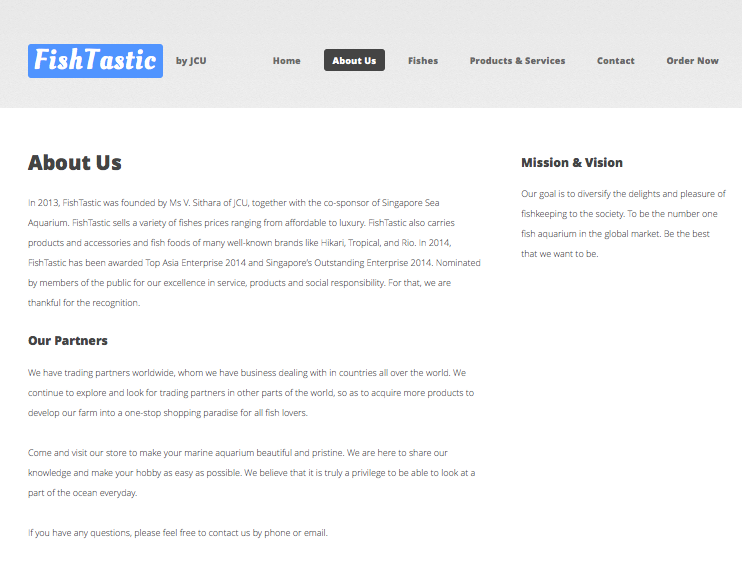 FishTastic by JCU Home About Us Fishes Products & Services Contact Order Now
About Us
In 2013, FishTastic was founded by Ms V. Sithara of JCU, together with the co-sponsor of Singapore Sea
Aquarium. FishTastic sells a variety of fishes prices ranging from affordable to luxury. FishTastic also carries
products and accessories and fish foods of many well-known brands like Hikari, Tropical, and Rio. In 2014,
FishTastic has been awarded Top Asia Enterprise 2014 and Singapore's Outstanding Enterprise 2014. Nominated
by members of the public for our excellence in service, products and social responsibility. For that, we are
thankful for the recognition.
Our Partners
We have trading partners worldwide, whom we have business dealing with in countries all over the world. We
continue to explore and look for trading partners in other parts of the world, so as to acquire more products to
develop our farm into a one-stop shopping paradise for all fish lovers.
Come and visit our store to make your marine aquarium beautiful and pristine. We are here to share our
knowledge and make your hobby as easy as possible. We believe that it is truly a privilege to be able to look at a
part of the ocean everyday.
If you have any questions, please feel free to contact us by phone or email.
Mission & Vision
Our goal is to diversify the delights and pleasure of
fishkeeping to the society. To be the number one
fish aquarium in the global market. Be the best
that we want to be.